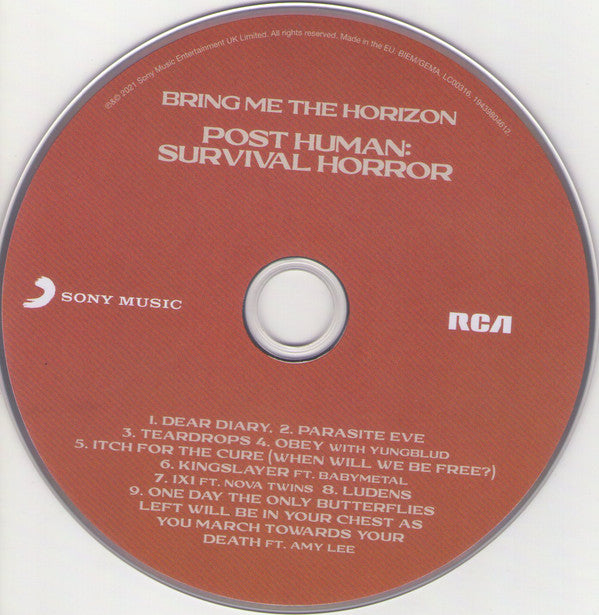 ℗&© 2021 Sony Music Entertainment UK Limited. All rights reserved. Made in the EU. BIEM/GEMA, LC00316, 19439804612.
BRING ME THE HORIZON
POST HUMAN:
SURVIVAL HORROR
SONY MUSIC
RCA
1. DEAR DIARY, 2. PARASITE EVE
3. TEARDROPS 4. OBEY WITH YUNGBLUD
5. ITCH FOR THE CURE (WHEN WILL WE BE FREE?)
6. KINGSLAYER FT. BABYMETAL
7. 1X1 FT. NOVA TWINS 8. LUDENS
9. ONE DAY THE ONLY BUTTERFLIES
LEFT WILL BE IN YOUR CHEST AS
YOU MARCH TOWARDS YOUR
DEATH FT. AMY LEE